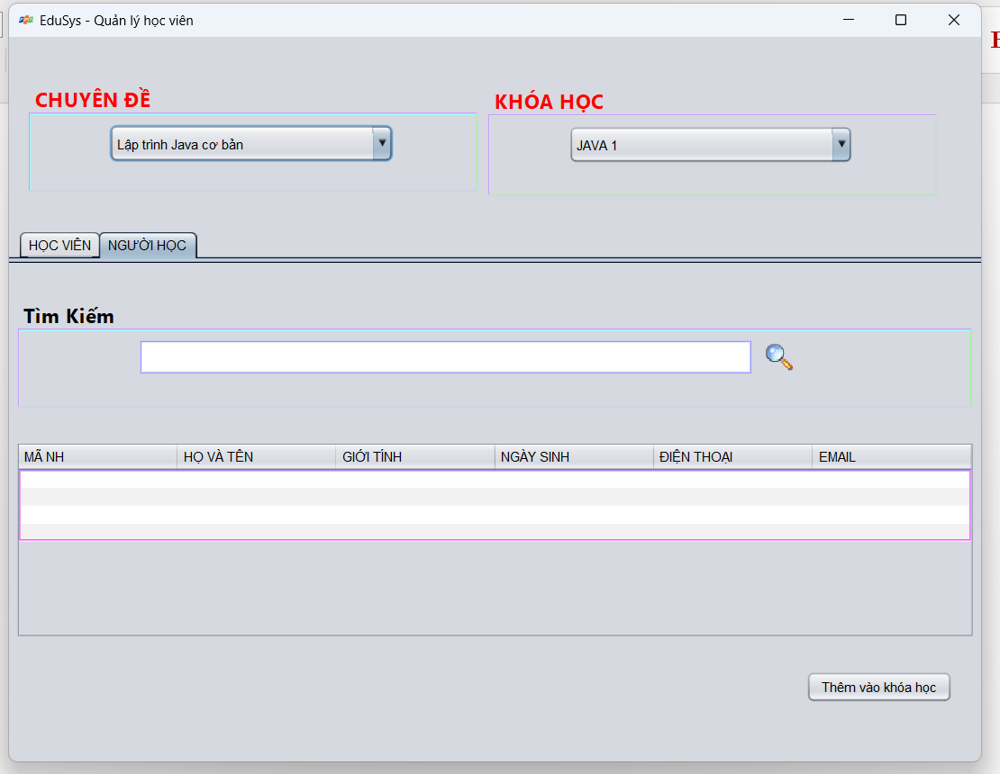 EduSys - Quản lý học viên
CHUYÊN ĐỀ
KHÓA HỌC
Lập trình Java cơ bản
JAVA 1
HỌC VIÊN
NGƯỜI HỌC
Tìm Kiếm
MÃ NH
HỌ VÀ TÊN
GIỚI TÍNH
NGÀY SINH
ĐIỆN THOẠI
EMAIL
Thêm vào khóa học